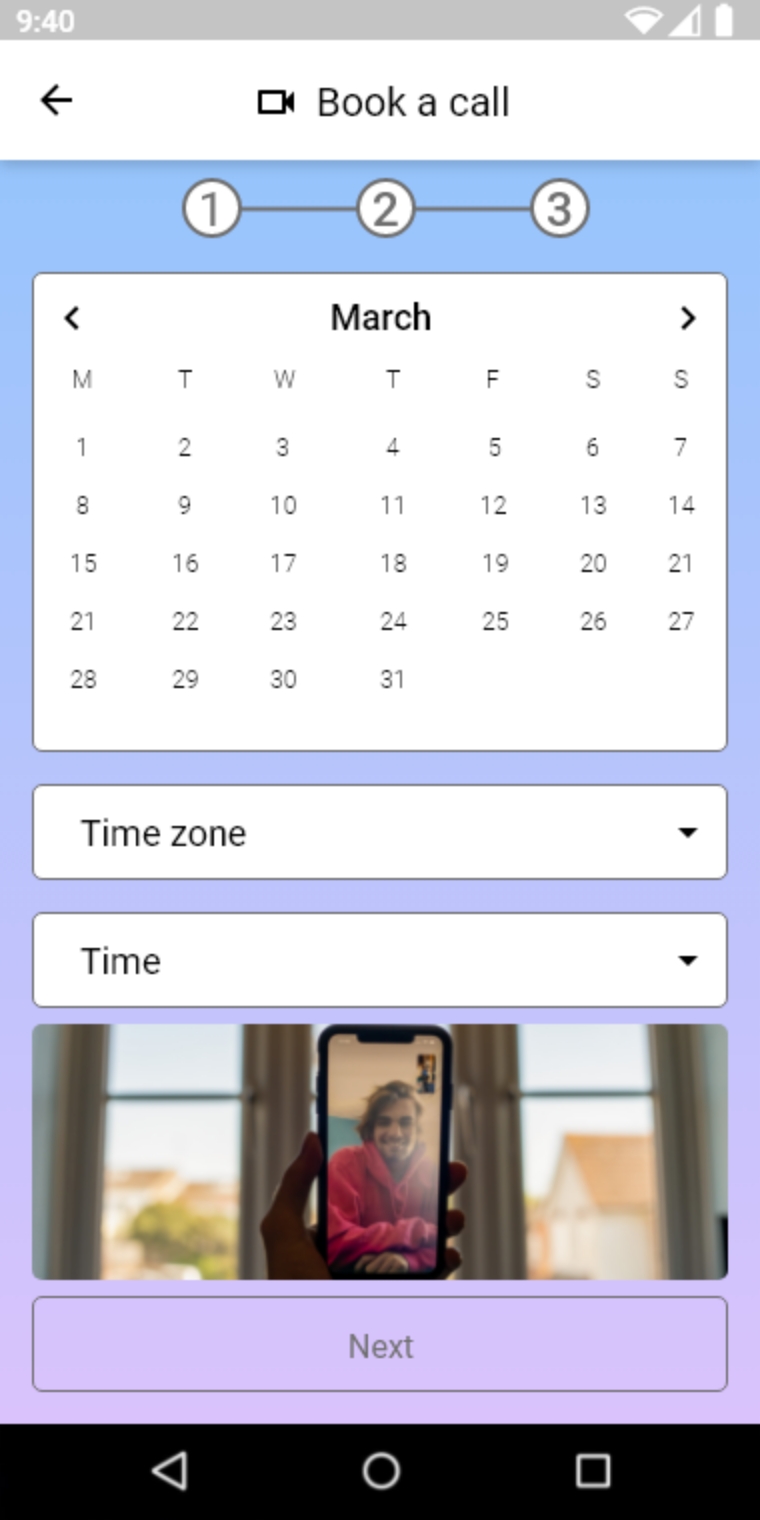 9:40
Book a call
1 2 3
March
M T W T F S S
1 2 3 4 5 6 7
8 9 10 11 12 13 14
15 16 17 18 19 20 21
21 22 23 24 25 26 27
28 29 30 31
Time zone
Time
Next